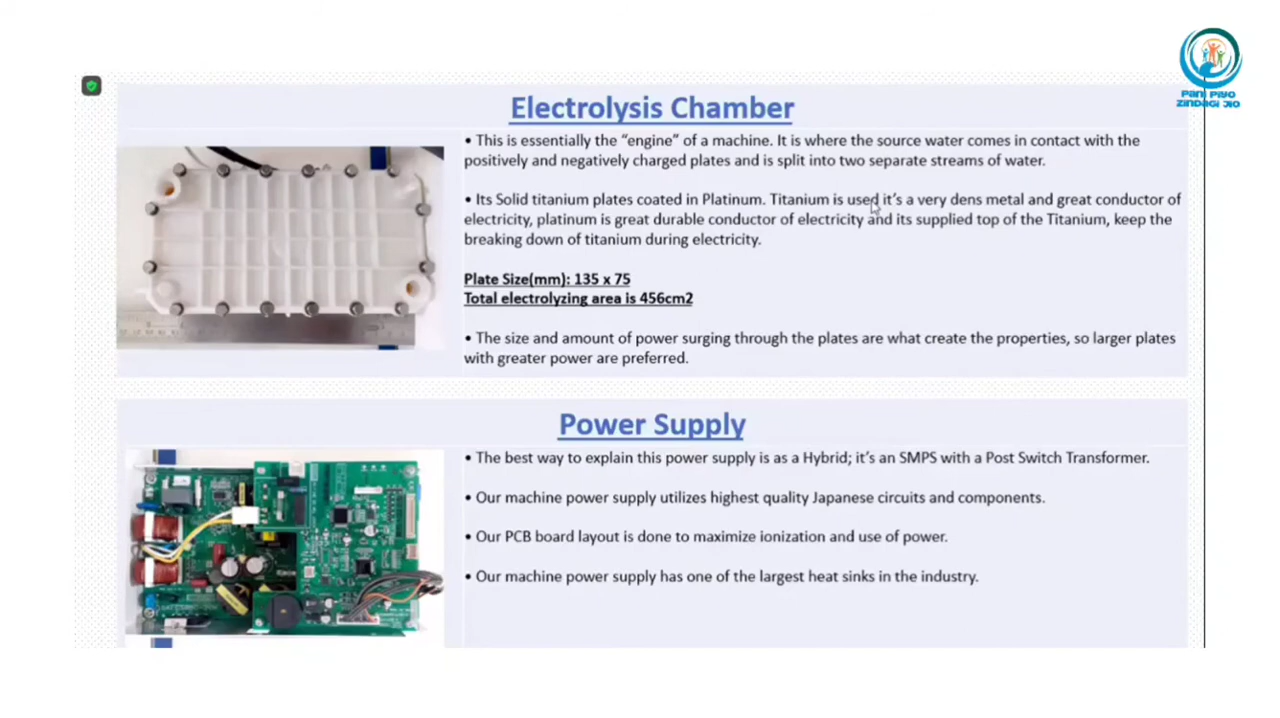 PANI PIYO
ZINDAGI JIO
Electrolysis Chamber
• This is essentially the “engine” of a machine. It is where the source water comes in contact with the
positively and negatively charged plates and is split into two separate streams of water.
• Its Solid titanium plates coated in Platinum. Titanium is used it’s a very dens metal and great conductor of
electricity, platinum is great durable conductor of electricity and its supplied top of the Titanium, keep the
breaking down of titanium during electricity.
Plate Size(mm): 135 x 75
Total electrolyzing area is 456cm2
• The size and amount of power surging through the plates are what create the properties, so larger plates
with greater power are preferred.
Power Supply
• The best way to explain this power supply is as a Hybrid; it’s an SMPS with a Post Switch Transformer.
• Our machine power supply utilizes highest quality Japanese circuits and components.
• Our PCB board layout is done to maximize ionization and use of power.
• Our machine power supply has one of the largest heat sinks in the industry.